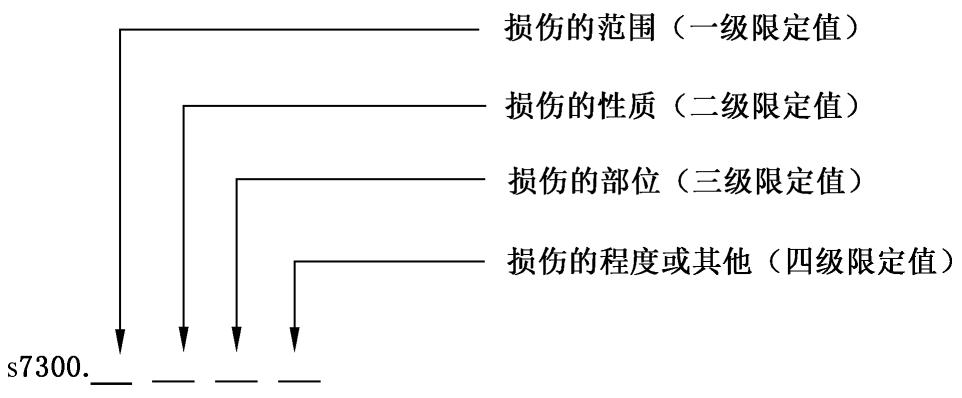 损伤的范围（一级限定值）
损伤的性质（二级限定值）
损伤的部位（三级限定值）
损伤的程度或其他（四级限定值）
s7300.__ __ __ __